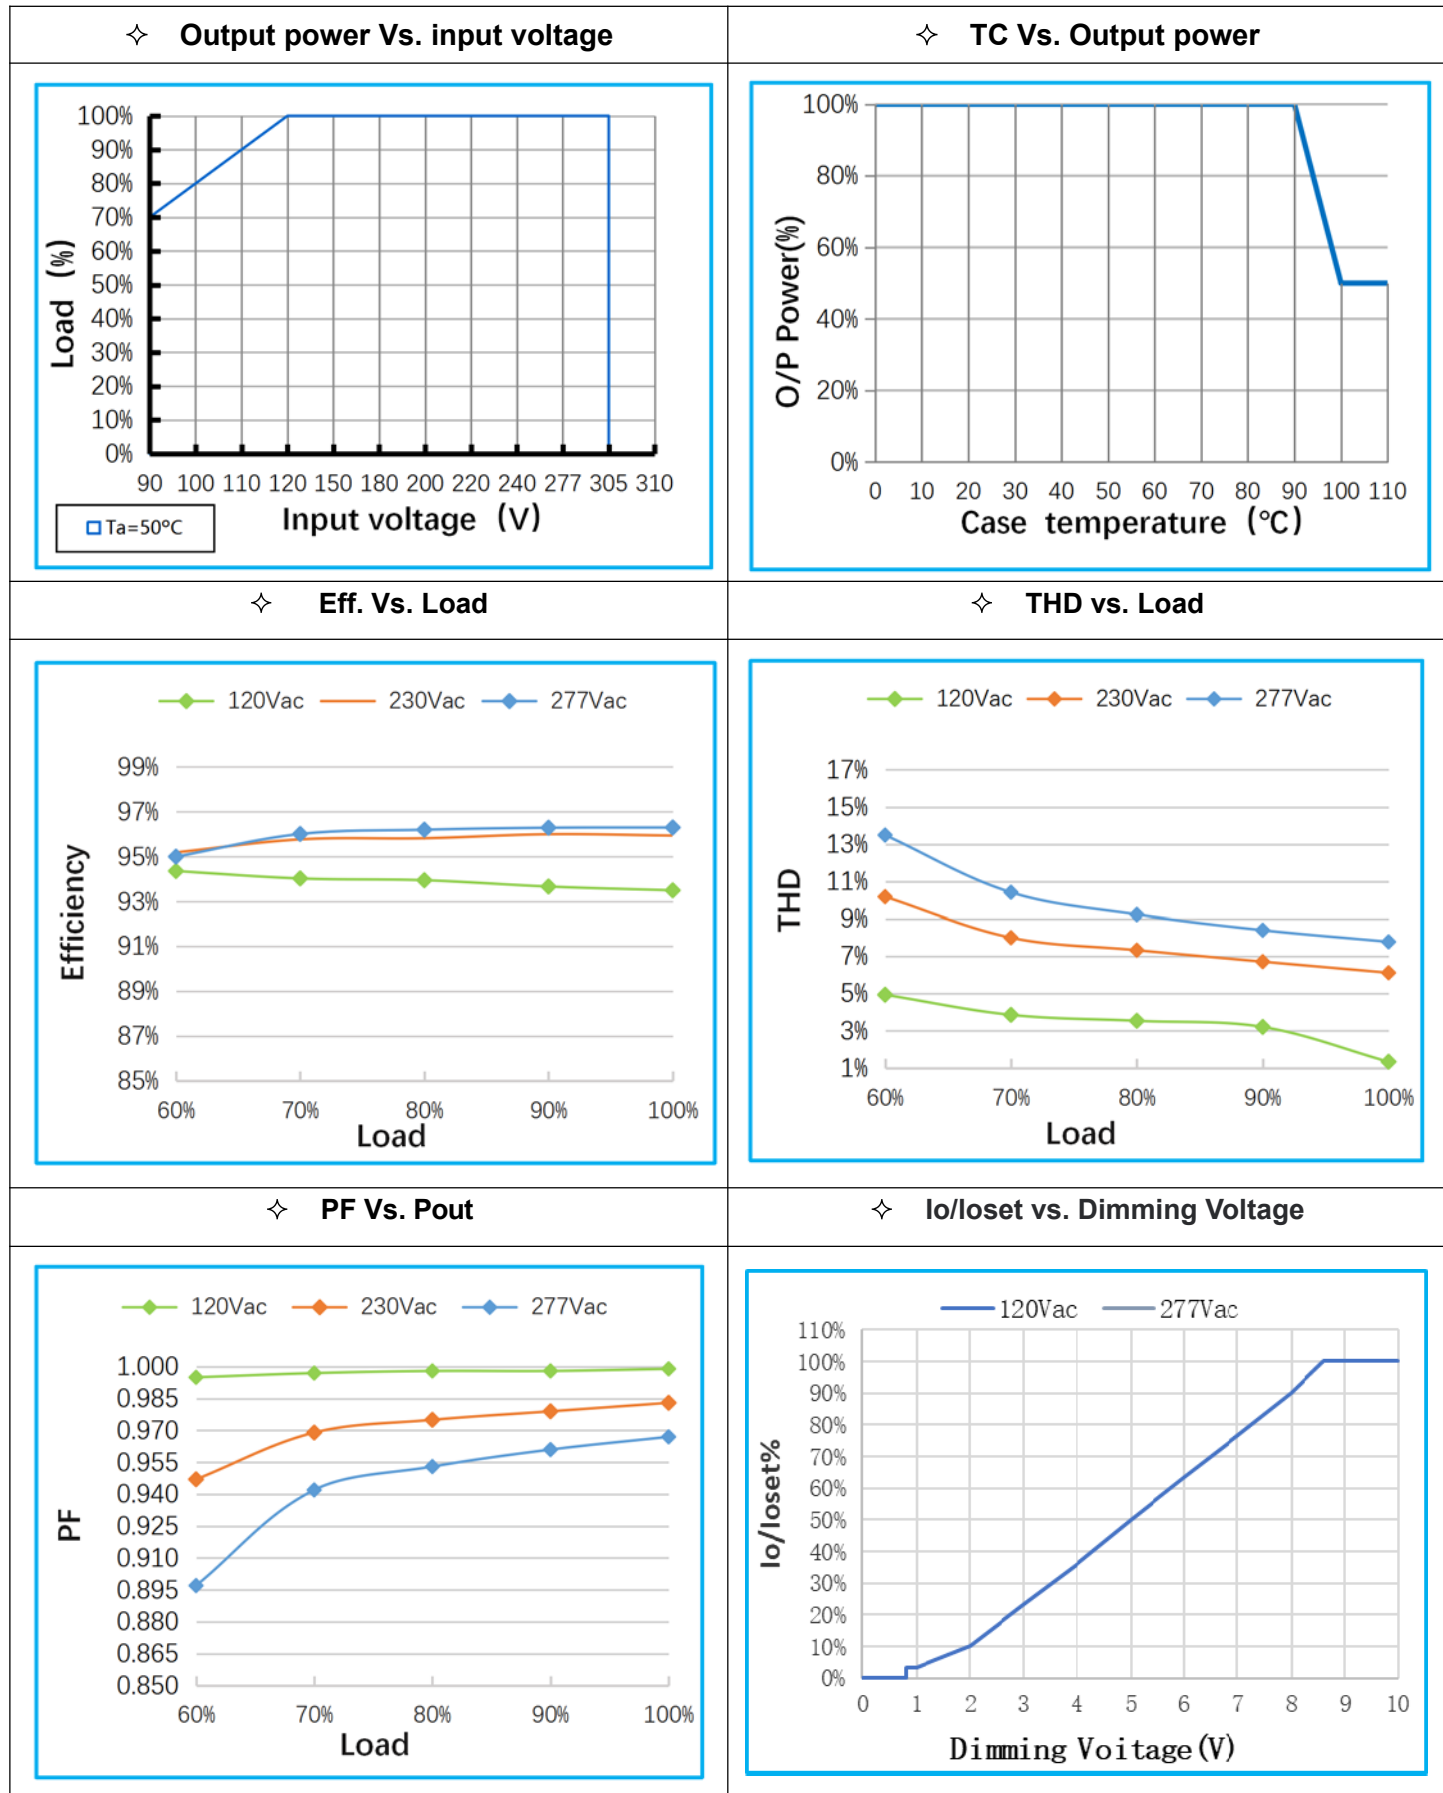 ✧ Output power Vs. input voltage
✧ TC Vs. Output power
100%
90%
80%
70%
60%
50%
40%
30%
20%
10%
0%
Load (%)
90 100 110 120 150 180 200 220 240 277 305 310
Input voltage (V)
Ta=50℃
100%
80%
60%
40%
20%
0%
O/P Power(%)
0 10 20 30 40 50 60 70 80 90 100 110
Case temperature (℃)
✧ Eff. Vs. Load
✧ THD vs. Load
120Vac 230Vac 277Vac
99%
97%
95%
93%
91%
89%
87%
85%
Efficiency
60% 70% 80% 90% 100%
Load
120Vac 230Vac 277Vac
17%
15%
13%
11%
9%
7%
5%
3%
1%
THD
60% 70% 80% 90% 100%
Load
✧ PF Vs. Pout
✧ Io/Ioset vs. Dimming Voltage
120Vac 230Vac 277Vac
1.000
0.985
0.970
0.955
0.940
0.925
0.910
0.895
0.880
0.865
0.850
PF
60% 70% 80% 90% 100%
Load
120Vac 277Vac
110%
100%
90%
80%
70%
60%
50%
40%
30%
20%
10%
0%
Io/Ioset%
0 1 2 3 4 5 6 7 8 9 10
Dimming Voitage(V)